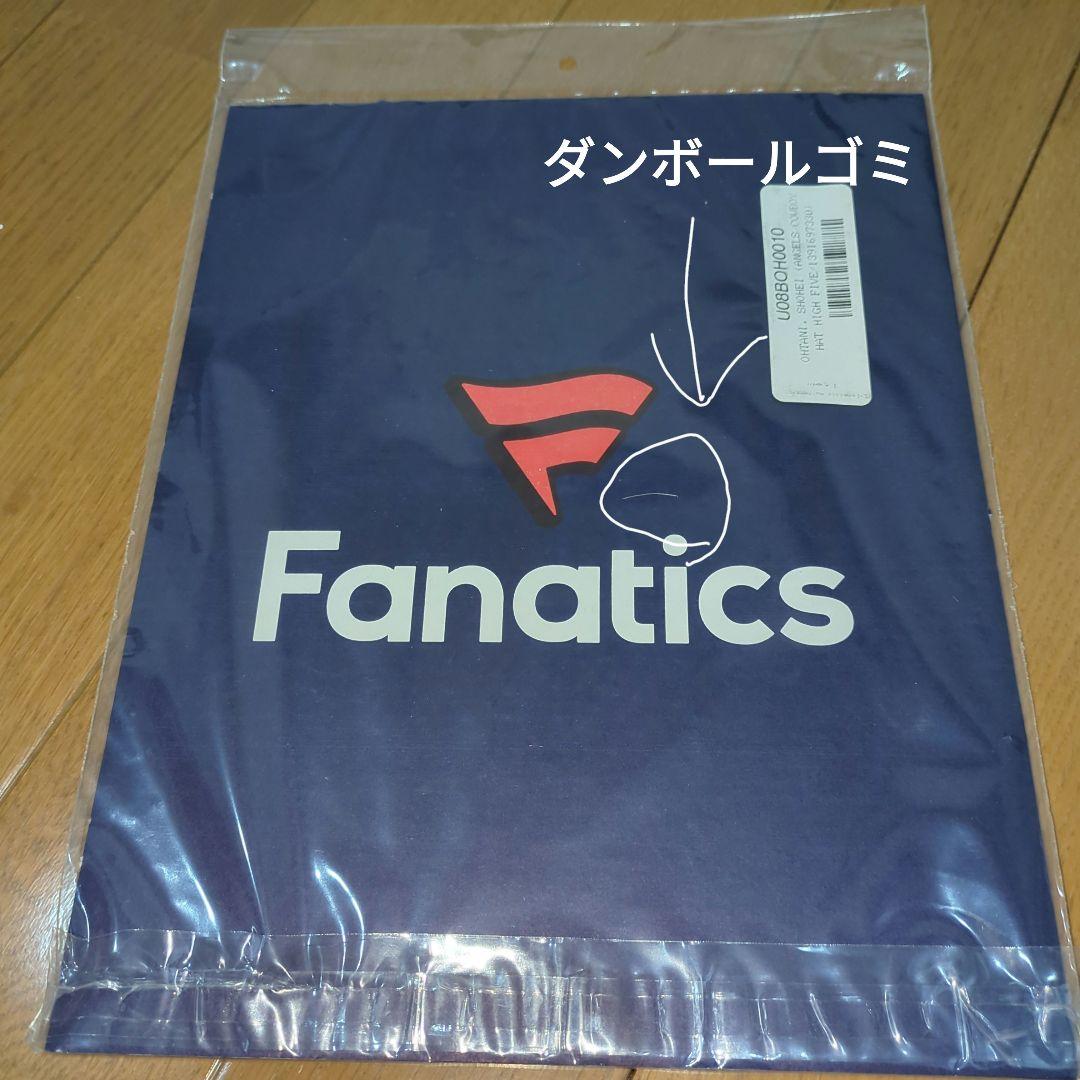 ダンボールゴミ
U08BOH0010
OHTANI, SHOHEI (ANGELS COWBOY
HAT HIGH FIVE)
Fanatics